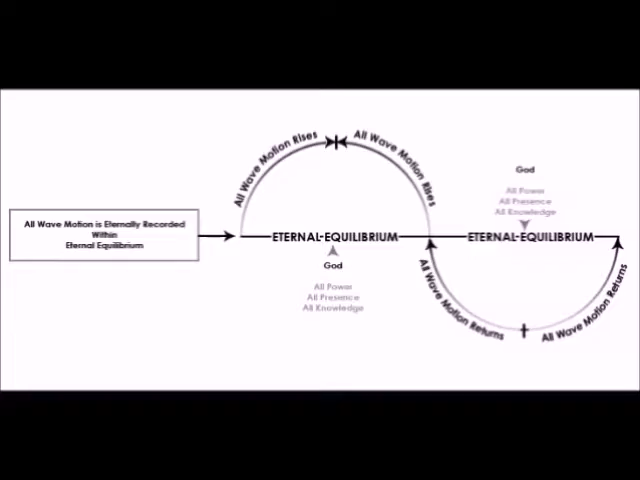 All Wave Motion Rises
All Wave Motion Rises
God
All Power
All Presence
All Knowledge
All Wave Motion is Eternally Recorded
Within
Eternal Equilibrium
ETERNAL-EQUILIBRIUM
ETERNAL-EQUILIBRIUM
God
All Power
All Presence
All Knowledge
All Wave Motion Returns
All Wave Motion Returns